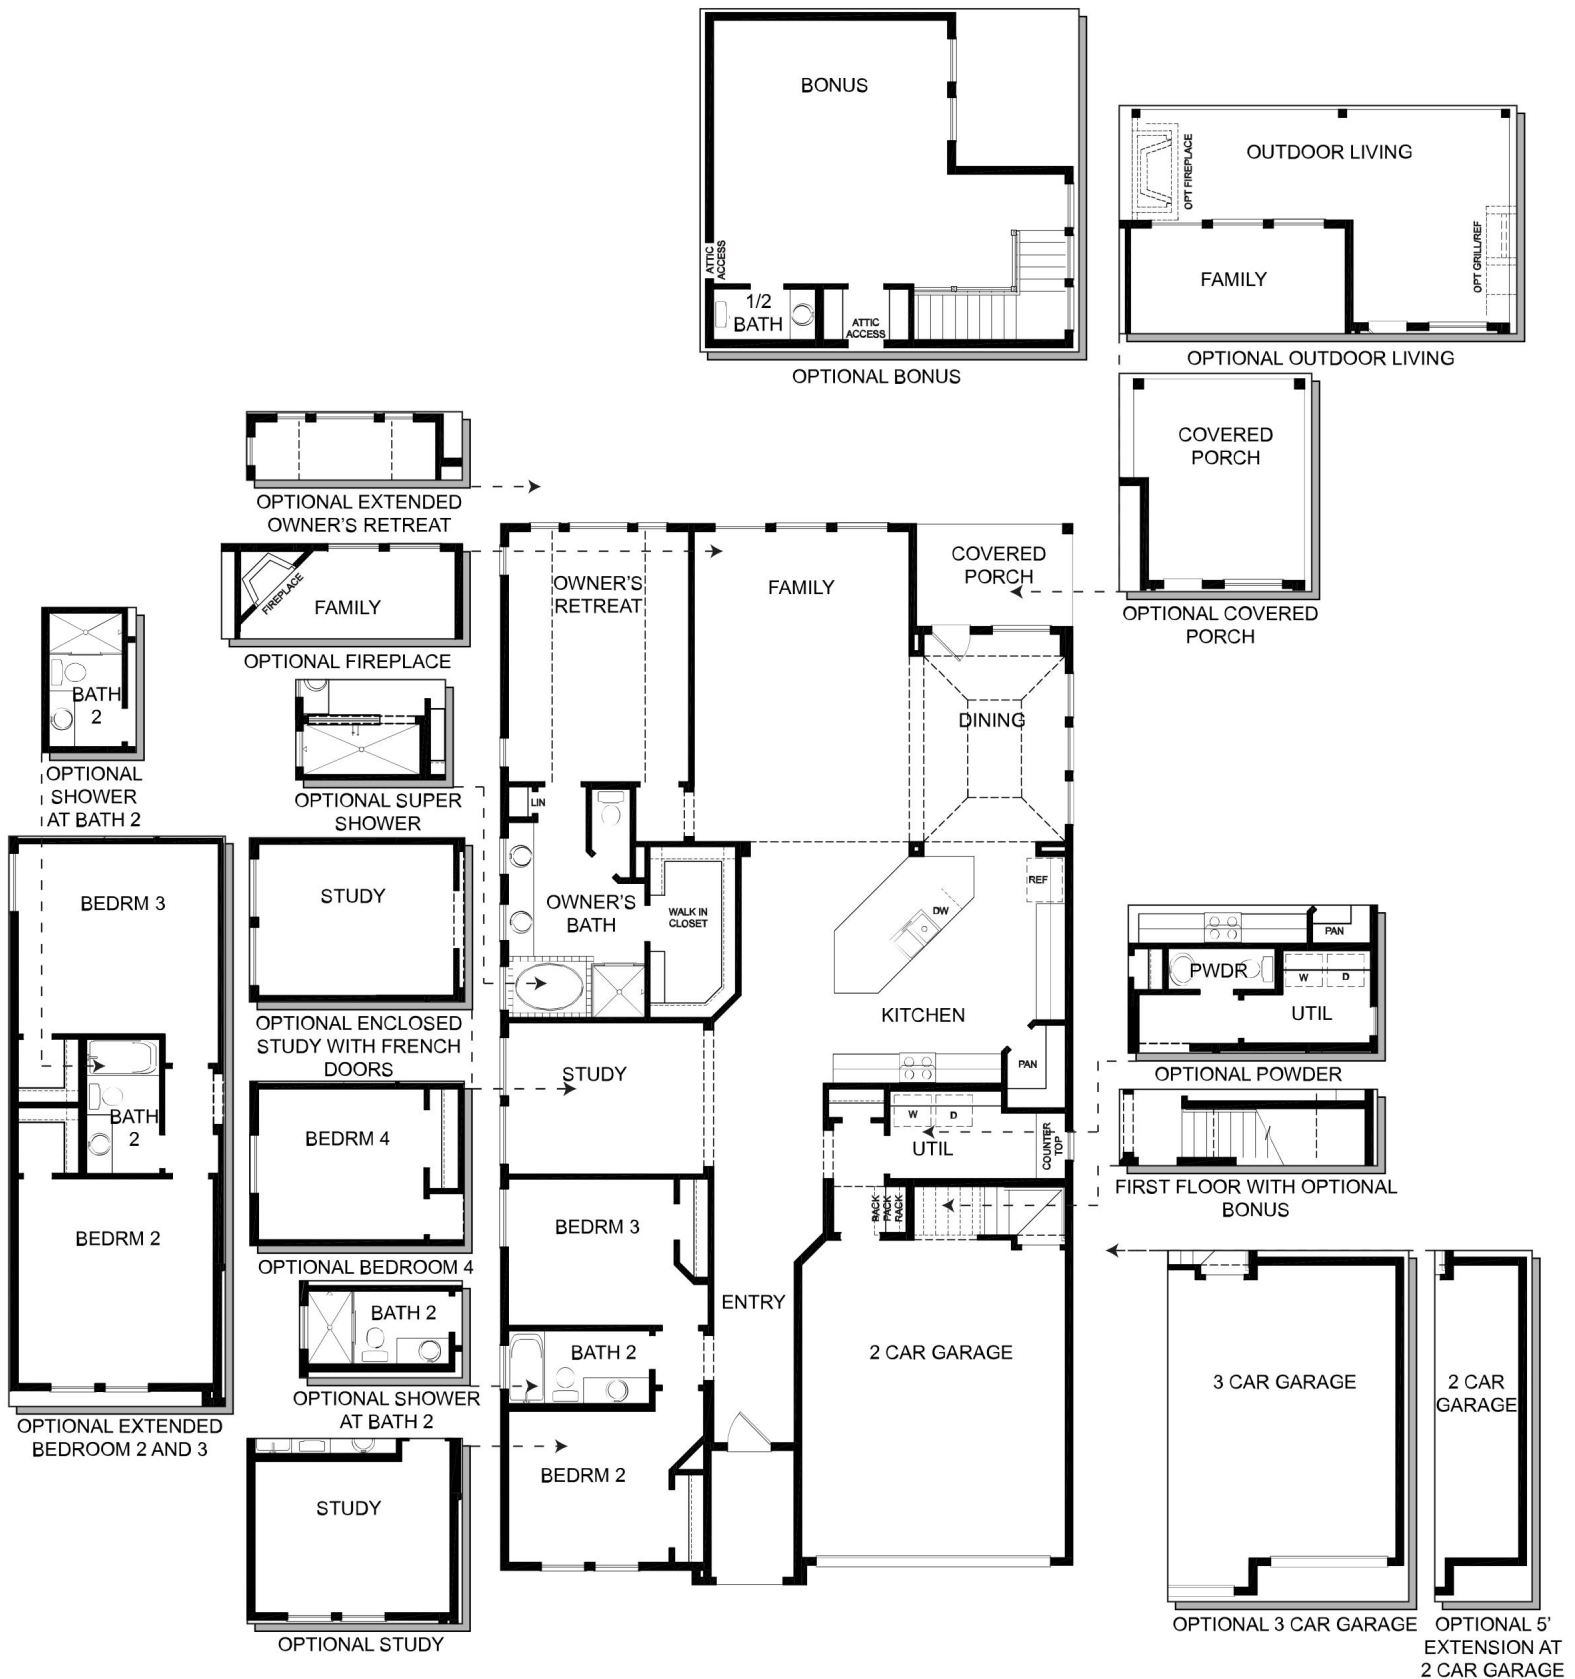 BONUS
ATTIC
ACCESS
1/2
BATH
ATTIC
ACCESS
OPTIONAL BONUS
OUTDOOR LIVING
OPT FIREPLACE
OPT GRILL/REF
FAMILY
OPTIONAL OUTDOOR LIVING
COVERED
PORCH
OPTIONAL COVERED
PORCH
OPTIONAL EXTENDED
OWNER'S RETREAT
FIREPLACE
FAMILY
OPTIONAL FIREPLACE
OPTIONAL SUPER
SHOWER
BATH
2
OPTIONAL
SHOWER
AT BATH 2
BEDRM 3
BATH
2
BEDRM 2
OPTIONAL EXTENDED
BEDROOM 2 AND 3
STUDY
OPTIONAL ENCLOSED
STUDY WITH FRENCH
DOORS
BEDRM 4
OPTIONAL BEDROOM 4
BATH 2
OPTIONAL SHOWER
AT BATH 2
STUDY
OPTIONAL STUDY
OWNER'S
RETREAT
FAMILY
COVERED
PORCH
DINING
LIN
OWNER'S
BATH
WALK IN
CLOSET
REF
DW
KITCHEN
PAN
STUDY
W
D
UTIL
COUNTER
TOP
BACK
PACK
RACK
BEDRM 3
ENTRY
BATH 2
2 CAR GARAGE
BEDRM 2
PAN
PWDR
W
D
UTIL
OPTIONAL POWDER
FIRST FLOOR WITH OPTIONAL
BONUS
3 CAR GARAGE
OPTIONAL 3 CAR GARAGE
2 CAR
GARAGE
OPTIONAL 5'
EXTENSION AT
2 CAR GARAGE